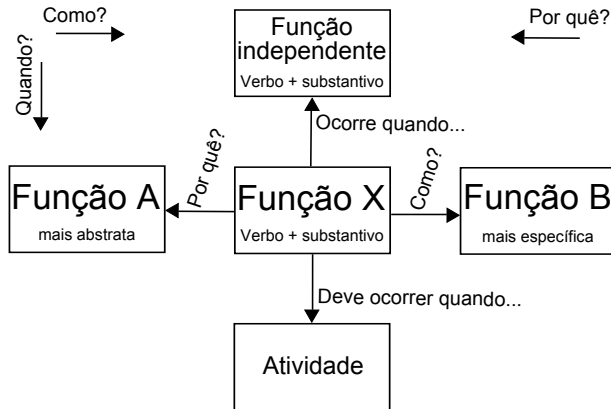 Como?
Por quê?
Quando?
Função
independente
Verbo + substantivo
Ocorre quando...
Função A
mais abstrata
Por quê?
Função X
Verbo + substantivo
Como?
Função B
mais específica
Deve ocorrer quando...
Atividade